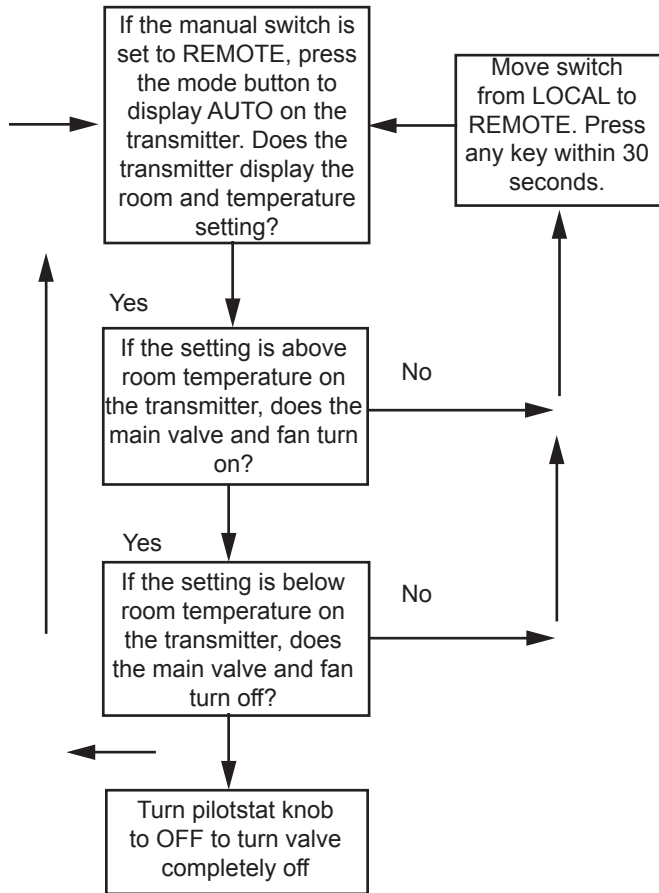 If the manual switch is
set to REMOTE, press
the mode button to
display AUTO on the
transmitter. Does the
transmitter display the
room and temperature
setting?
Move switch
from LOCAL to
REMOTE. Press
any key within 30
seconds.
Yes
If the setting is above
room temperature on
the transmitter, does the
main valve and fan turn
on?
No
Yes
If the setting is below
room temperature on
the transmitter, does
the main valve and fan
turn off?
No
Turn pilotstat knob
to OFF to turn valve
completely off